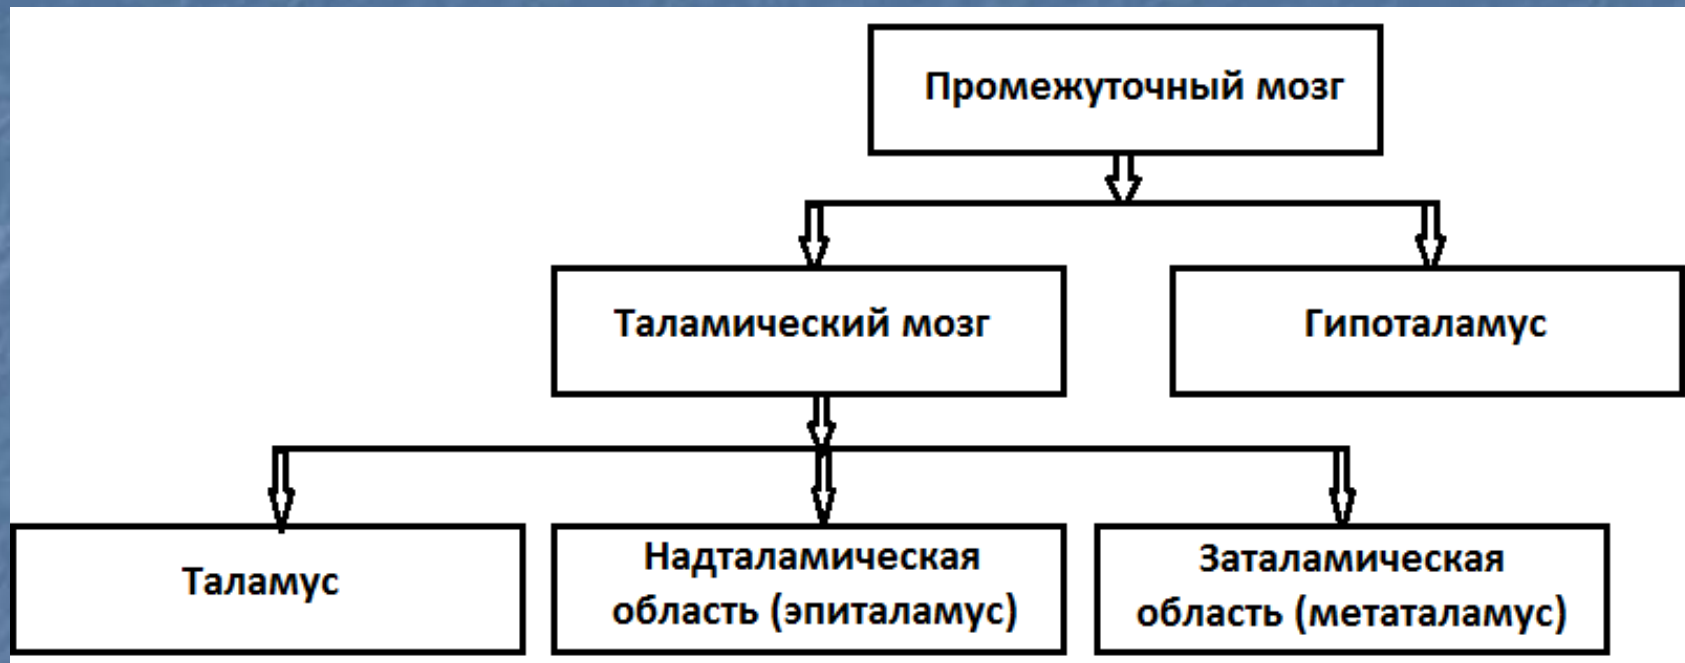 Промежуточный мозг
Таламический мозг
Гипоталамус
Таламус
Надталамическая
область (эпиталамус)
Заталамическая
область (метаталамус)